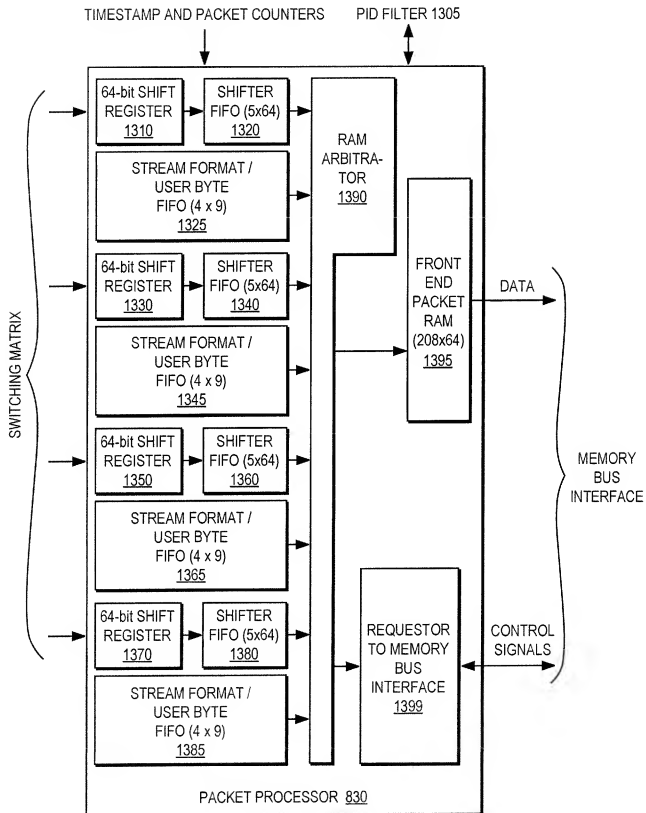 TIMESTAMP AND PACKET COUNTERS
PID FILTER 1305
SWITCHING MATRIX
64-bit SHIFT
REGISTER
1310
SHIFTER
FIFO (5x64)
1320
STREAM FORMAT /
USER BYTE
FIFO (4 x 9)
1325
64-bit SHIFT
REGISTER
1330
SHIFTER
FIFO (5x64)
1340
STREAM FORMAT /
USER BYTE
FIFO (4 x 9)
1345
64-bit SHIFT
REGISTER
1350
SHIFTER
FIFO (5x64)
1360
STREAM FORMAT /
USER BYTE
FIFO (4 x 9)
1365
64-bit SHIFT
REGISTER
1370
SHIFTER
FIFO (5x64)
1380
STREAM FORMAT /
USER BYTE
FIFO (4 x 9)
1385
RAM
ARBITRA-
TOR
1390
FRONT
END
PACKET
RAM
(208x64)
1395
REQUESTOR
TO MEMORY
BUS
INTERFACE
1399
DATA
CONTROL
SIGNALS
MEMORY
BUS
INTERFACE
PACKET PROCESSOR 830